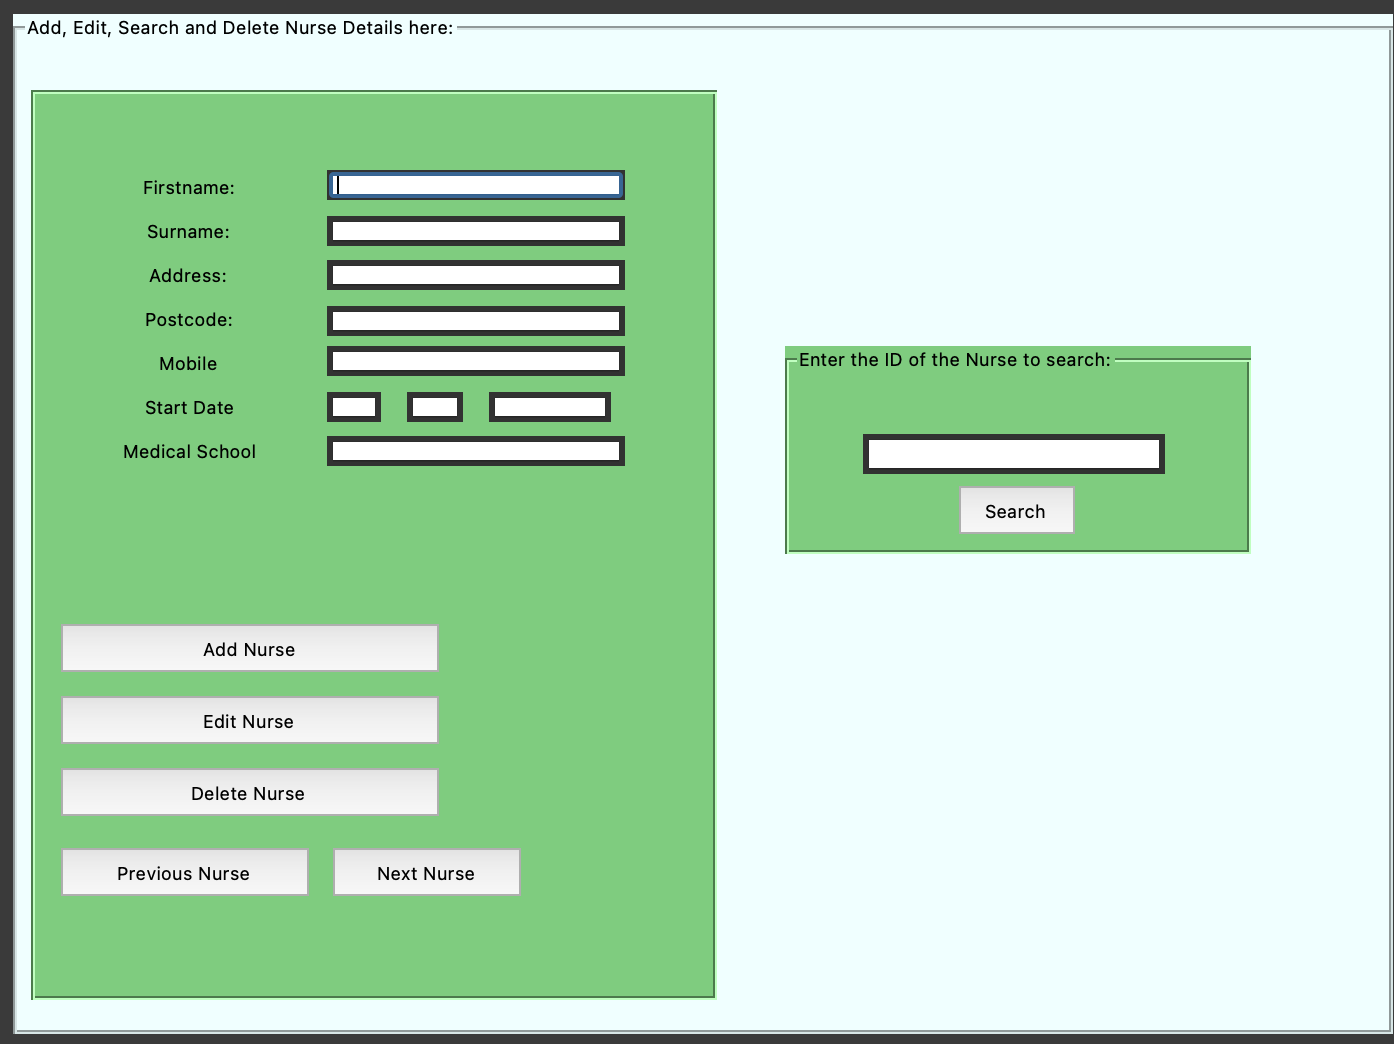 Add, Edit, Search and Delete Nurse Details here:
Firstname:
Surname:
Address:
Postcode:
Mobile
Start Date
Medical School
Add Nurse
Edit Nurse
Delete Nurse
Previous Nurse
Next Nurse
Enter the ID of the Nurse to search:
Search